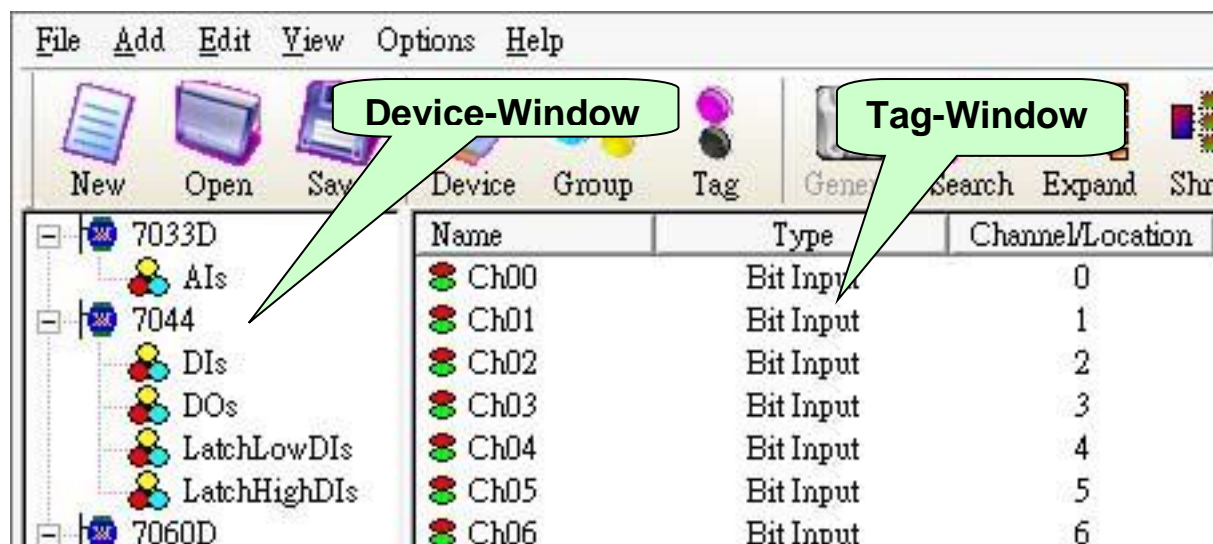 File Add Edit View Options Help
Device-Window
Tag-Window
New Open Sav Device Group Tag Gene Search Expand Shr
7033D
AIs
7044
DIs
DOs
LatchLowDIs
LatchHighDIs
7060D
Name Type Channel/Location
Ch00 Bit Input 0
Ch01 Bit Input 1
Ch02 Bit Input 2
Ch03 Bit Input 3
Ch04 Bit Input 4
Ch05 Bit Input 5
Ch06 Bit Input 6